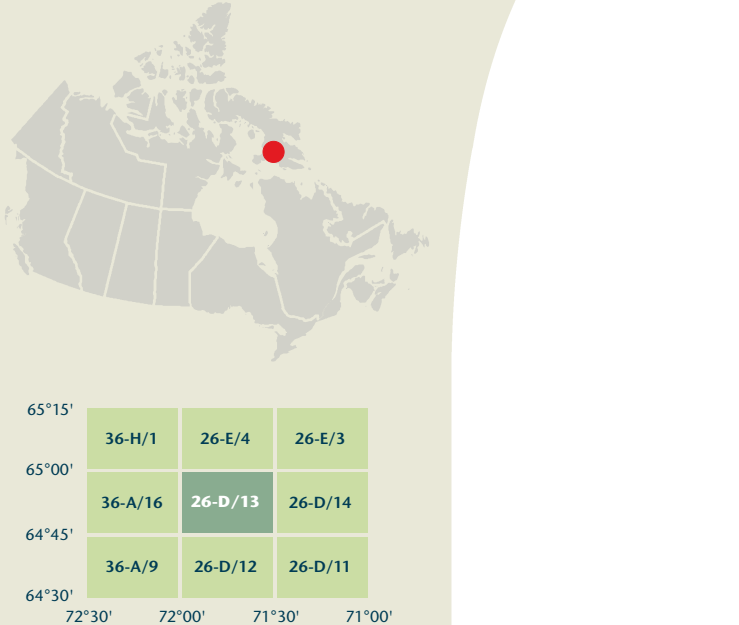 65°15'
36-H/1 26-E/4 26-E/3
65°00'
36-A/16 26-D/13 26-D/14
64°45'
36-A/9 26-D/12 26-D/11
64°30'
72°30' 72°00' 71°30' 71°00'